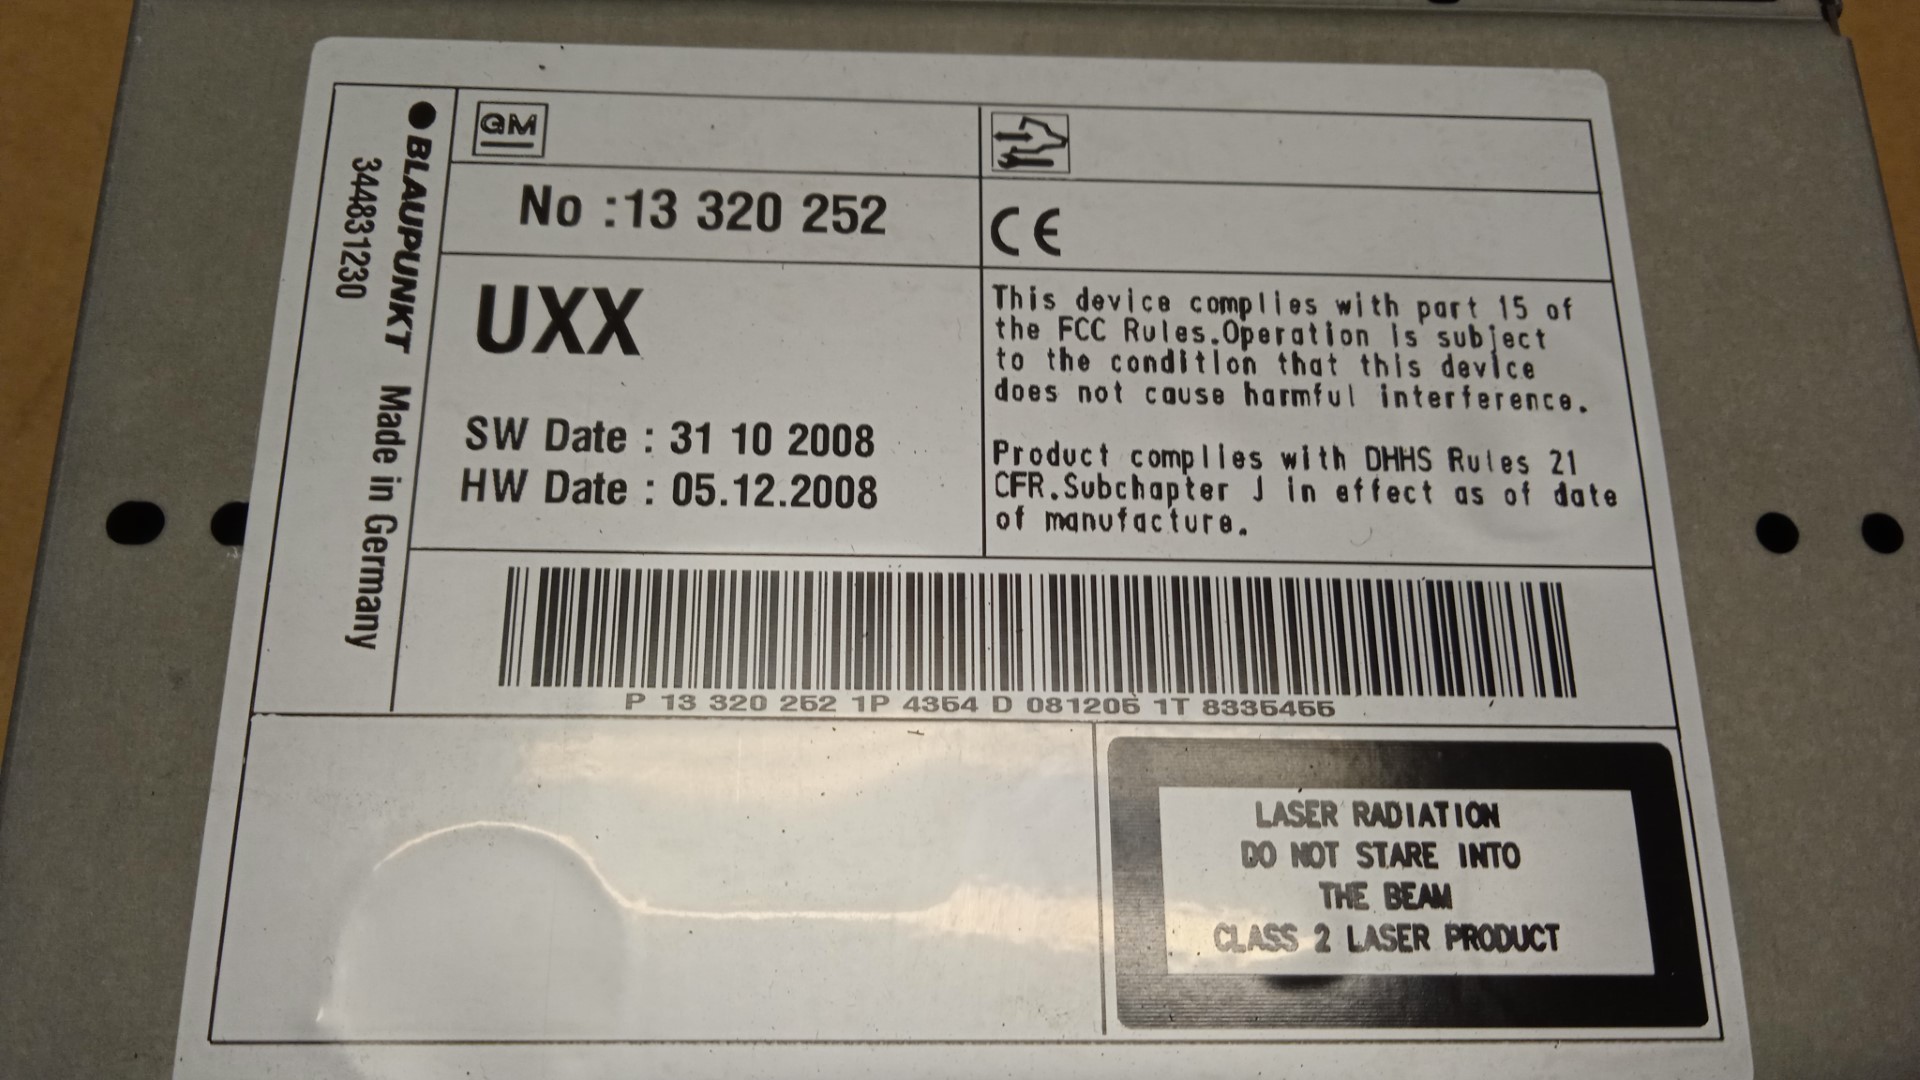 BLAUPUNKT Made in Germany
3448831230
GM
No :13 320 252
UXX
SW Date : 31 10 2008
HW Date : 05.12.2008
CE
This device complies with part 15 of
the FCC Rules.Operation is subject
to the condition that this device
does not cause harmful interference.
Product complies with DHHS Rules 21
CFR.Subchapter J in effect as of date
of manufacture.
P 13 320 252 1P 4354 D 081205 1T 8335455
LASER RADIATION
DO NOT STARE INTO
THE BEAM
CLASS 2 LASER PRODUCT